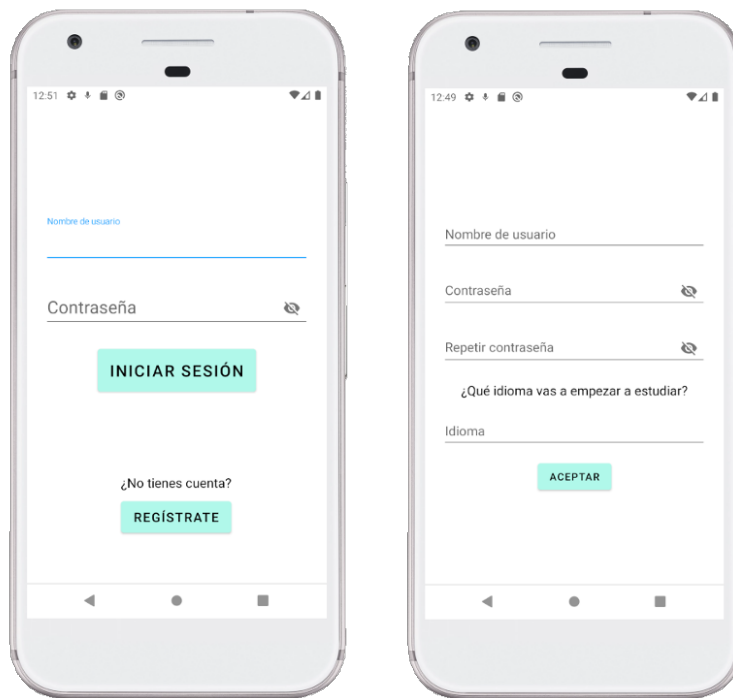 12:51
Nombre de usuario
Contraseña
INICIAR SESIÓN
¿No tienes cuenta?
REGÍSTRATE
12:49
Nombre de usuario
Contraseña
Repetir contraseña
¿Qué idioma vas a empezar a estudiar?
Idioma
ACEPTAR